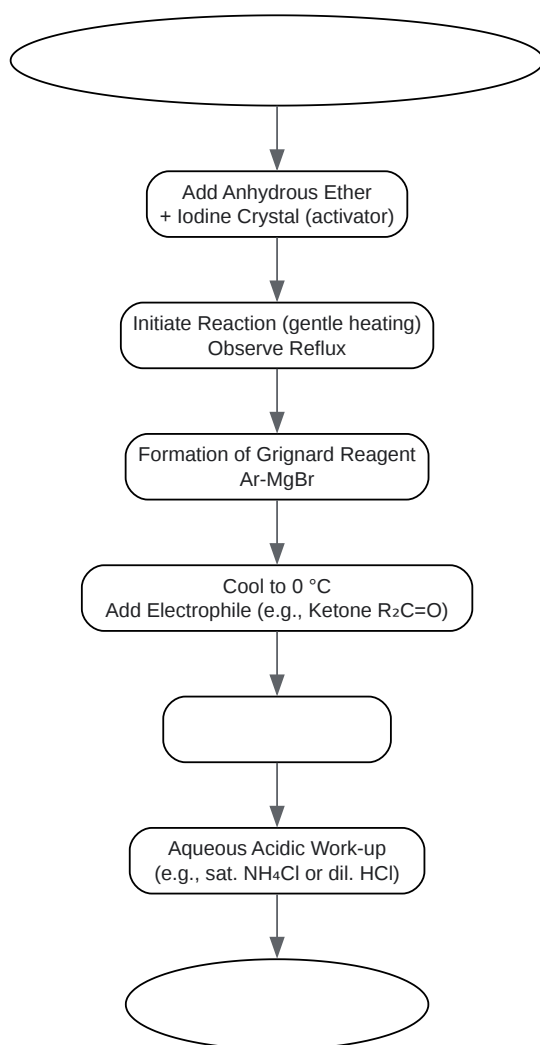 Add Anhydrous Ether
+ Iodine Crystal (activator)
Initiate Reaction (gentle heating)
Observe Reflux
Formation of Grignard Reagent
Ar-MgBr
Cool to 0 °C
Add Electrophile (e.g., Ketone R₂C=O)
Aqueous Acidic Work-up
(e.g., sat. NH₄Cl or dil. HCl)